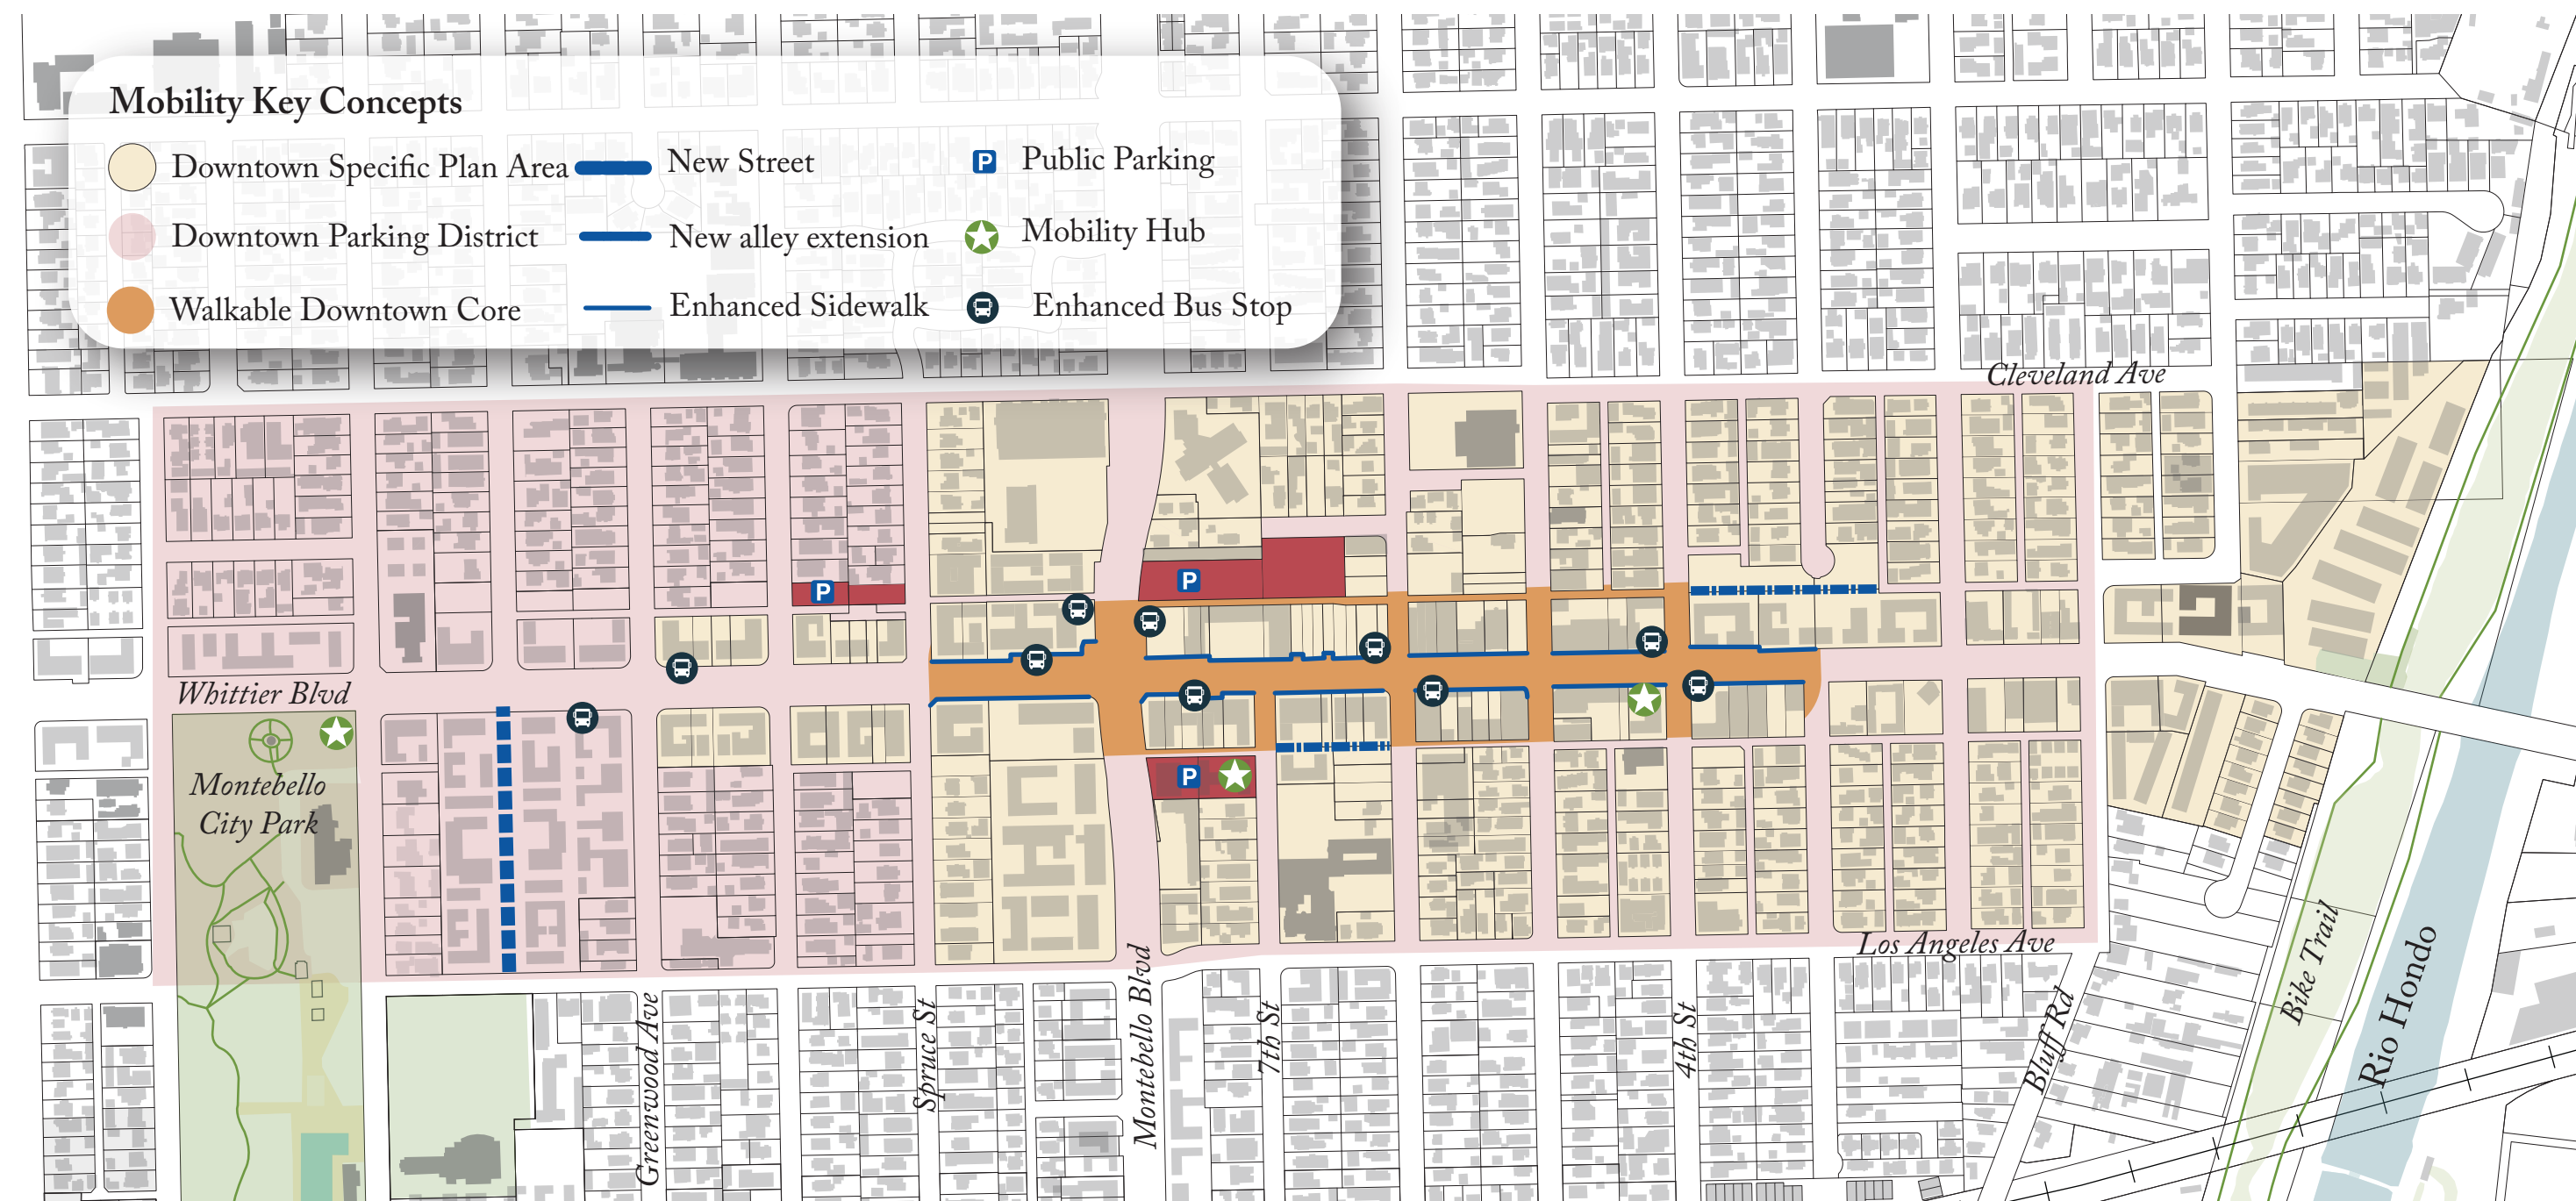 Mobility Key Concepts
Downtown Specific Plan Area
New Street
P
Public Parking
Downtown Parking District
New alley extension
Mobility Hub
Walkable Downtown Core
Enhanced Sidewalk
Enhanced Bus Stop
Cleveland Ave
P
P
Whittier Blvd
Montebello
City Park
P
Los Angeles Ave
Greenwood Ave
Spruce St
Montebello Blvd
7th St
4th St
Bluff Rd
Bike Trail
Rio Hondo